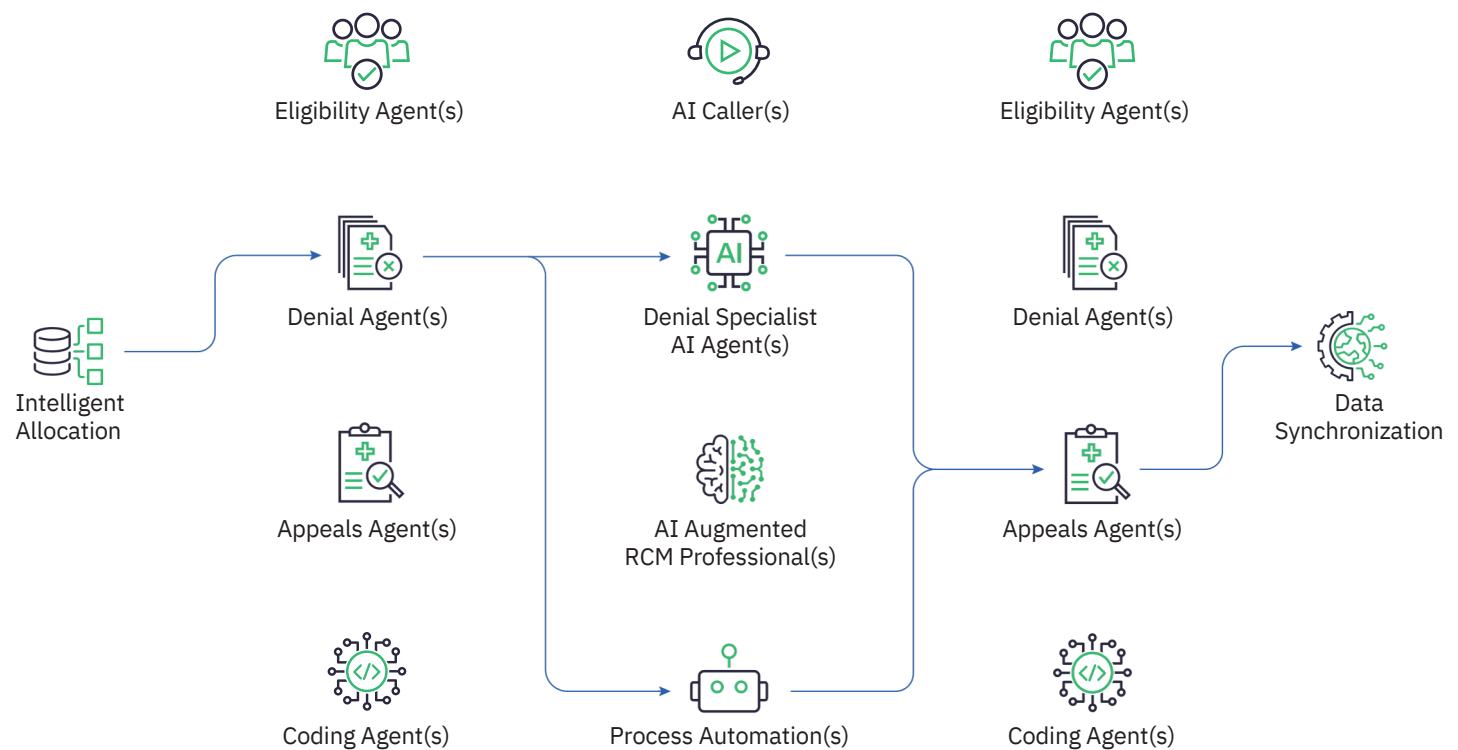 Eligibility Agent(s)
AI Caller(s)
Eligibility Agent(s)
AI
Denial Agent(s)
Denial Specialist
AI Agent(s)
Denial Agent(s)
Intelligent
Allocation
Data
Synchronization
Appeals Agent(s)
AI Augmented
RCM Professional(s)
Appeals Agent(s)
</>
</>
Coding Agent(s)
Process Automation(s)
Coding Agent(s)